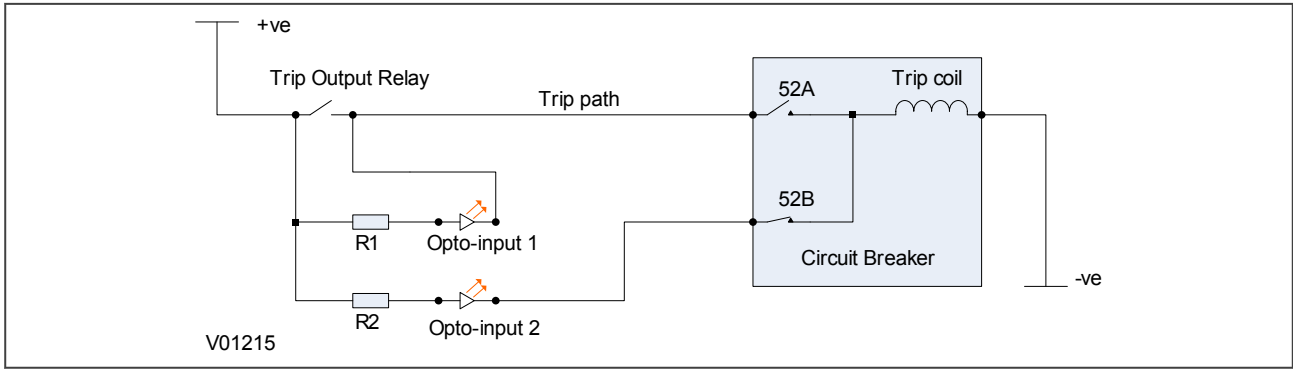 +ve
Trip Output Relay
Trip path
52A
Trip coil
52B
R1
Opto-input 1
Circuit Breaker
-ve
R2
Opto-input 2
V01215